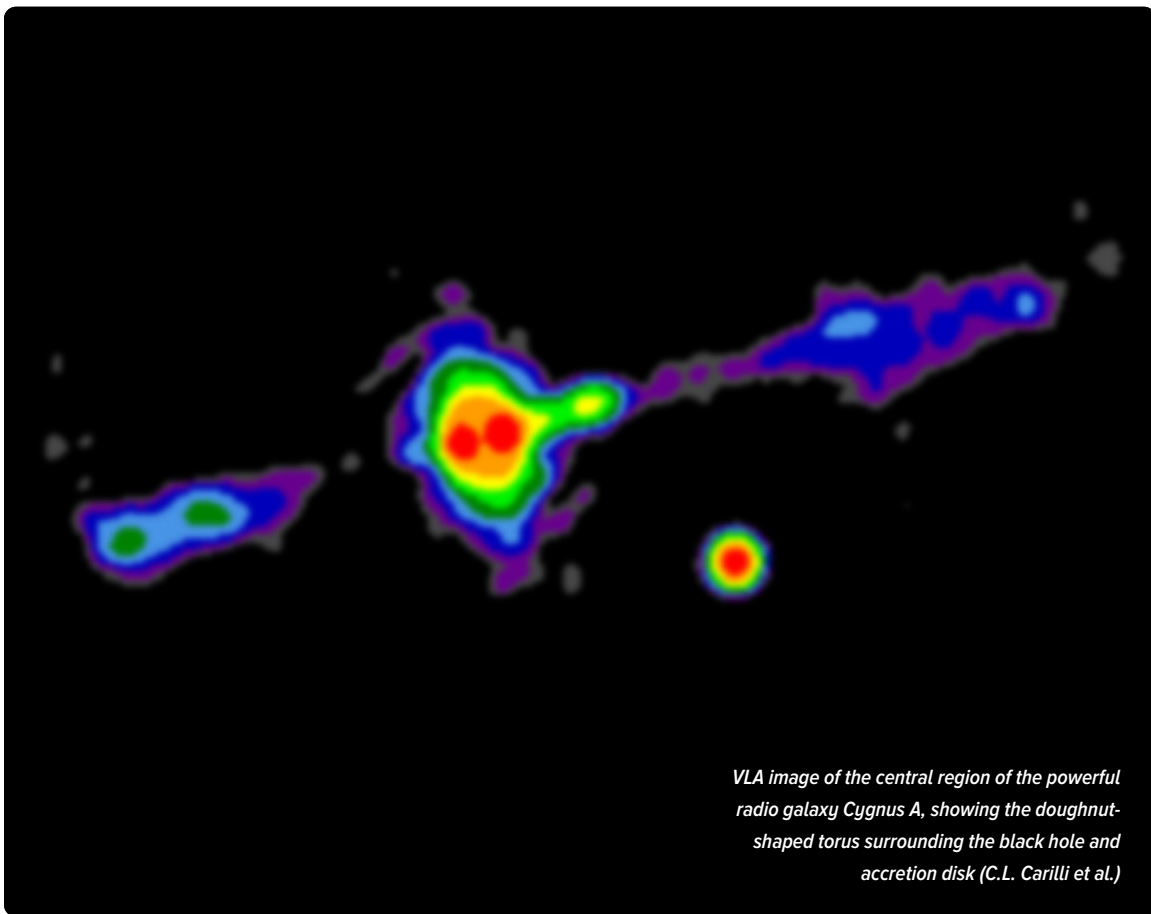 VLA image of the central region of the powerful
radio galaxy Cygnus A, showing the doughnut-
shaped torus surrounding the black hole and
accretion disk (C.L. Carilli et al.)